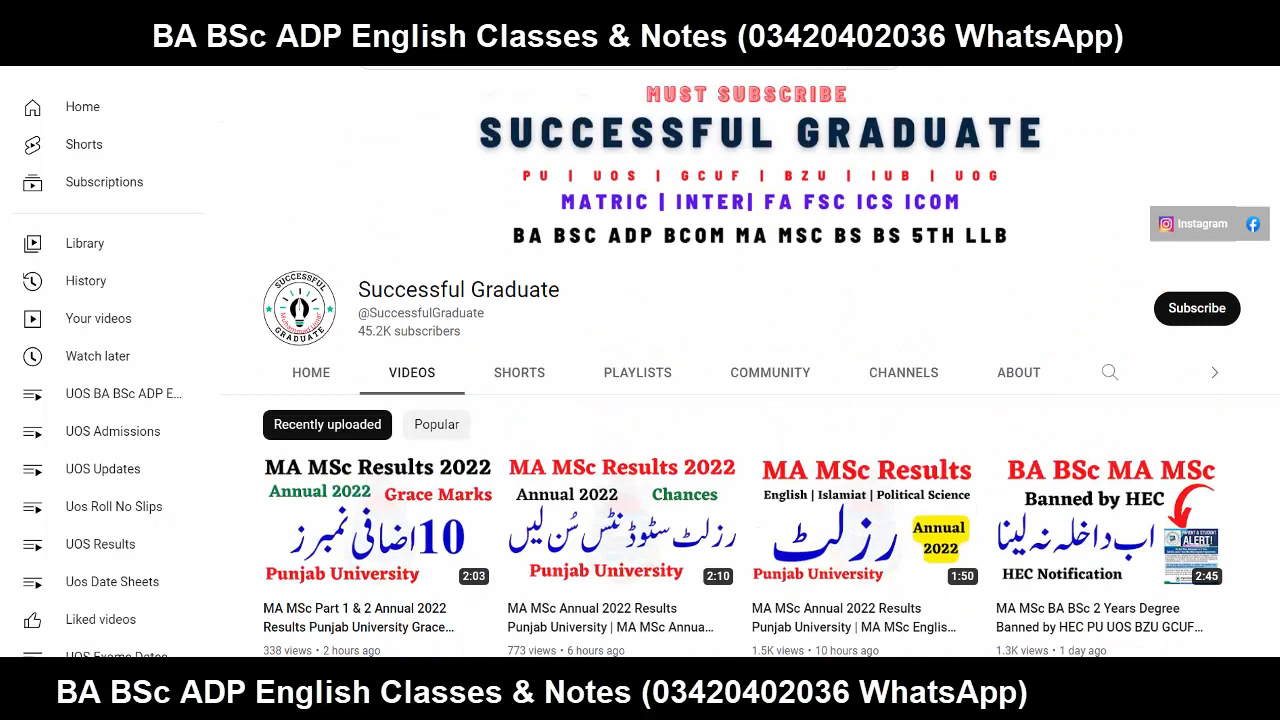 BA BSc ADP English Classes & Notes (03420402036 WhatsApp)
MUST SUBSCRIBE
SUCCESSFUL GRADUATE
PU | UOS | GCUF | BZU | IUB | UOG
MATRIC | INTER| FA FSC ICS ICOM
BA BSC ADP BCOM MA MSC BS BS 5TH LLB
Instagram
Home
Shorts
Subscriptions
Library
History
Your videos
Watch later
UOS BA BSc ADP E...
UOS Admissions
UOS Updates
Uos Roll No Slips
UOS Results
Uos Date Sheets
Liked videos
UOS Exams Dates
SUCCESSFUL
GRADUATE
Successful Graduate
@SuccessfulGraduate
45.2K subscribers
Subscribe
HOME VIDEOS SHORTS PLAYLISTS COMMUNITY CHANNELS ABOUT
Recently uploaded Popular
MA MSc Results 2022
Annual 2022 Grace Marks
10 اضافی نمبرز
Punjab University
2:03
MA MSc Part 1 & 2 Annual 2022
Results Punjab University Grace...
338 views • 2 hours ago
MA MSc Results 2022
Annual 2022 Chances
رزلٹ سٹوڈنٹس سُن لیں
Punjab University
2:10
MA MSc Annual 2022 Results
Punjab University | MA MSc Annua...
773 views • 6 hours ago
MA MSc Results
English | Islamiat | Political Science
رزلٹ
Annual
2022
Punjab University
1:50
MA MSc Annual 2022 Results
Punjab University | MA MSc Englis...
1.5K views • 10 hours ago
BA BSc MA MSc
Banned by HEC
اب داخلہ نہ لینا
ALERT!
HEC Notification
2:45
MA MSc BA BSc 2 Years Degree
Banned by HEC PU UOS BZU GCUF...
1.3K views • 1 day ago
BA BSc ADP English Classes & Notes (03420402036 WhatsApp)